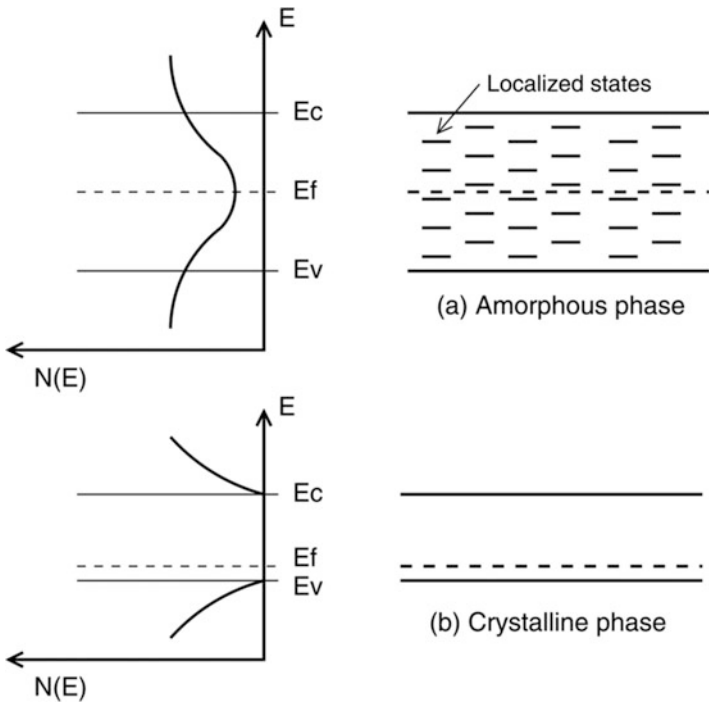 E
Ec
Ef
Ev
N(E)
Localized states
(a) Amorphous phase
E
Ec
Ef
Ev
N(E)
(b) Crystalline phase